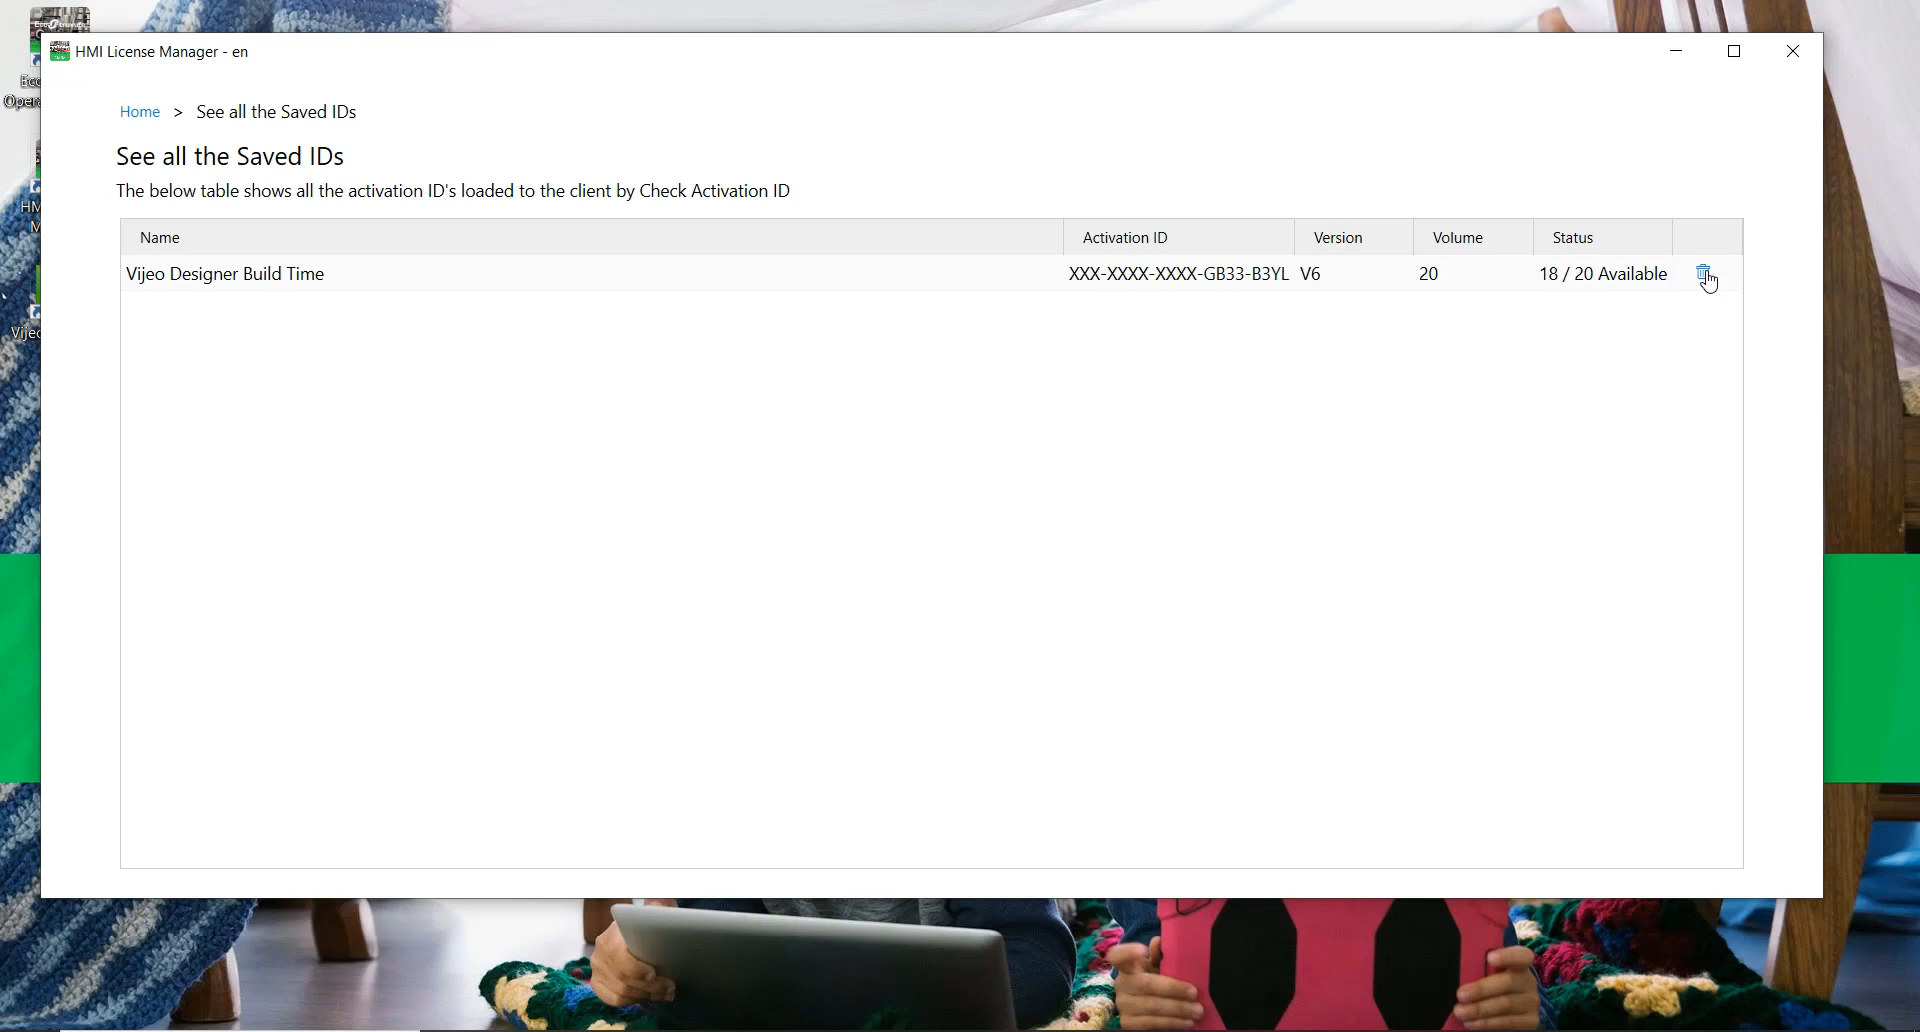 HMI License Manager - en
Home > See all the Saved IDs
See all the Saved IDs
The below table shows all the activation ID's loaded to the client by Check Activation ID
Name Activation ID Version Volume Status
Vijeo Designer Build Time XXX-XXXX-XXXX-GB33-B3YL V6 20 18 / 20 Available